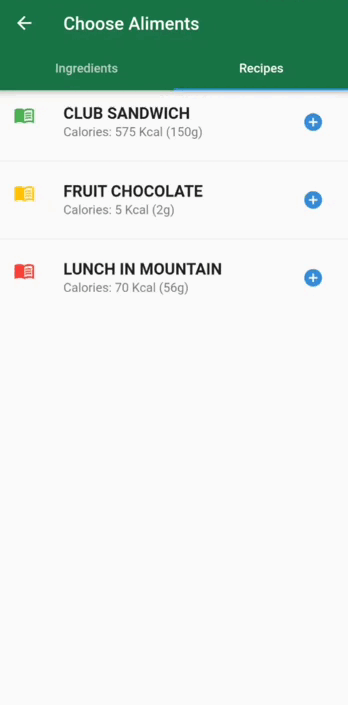 Choose Aliments
Ingredients
Recipes
CLUB SANDWICH
Calories: 575 Kcal (150g)
FRUIT CHOCOLATE
Calories: 5 Kcal (2g)
LUNCH IN MOUNTAIN
Calories: 70 Kcal (56g)